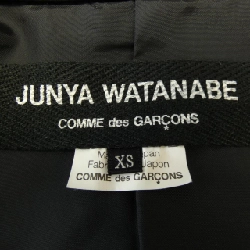 JUNYA WATANABE
COMME des GARÇONS
XS
COMME des GARÇONS